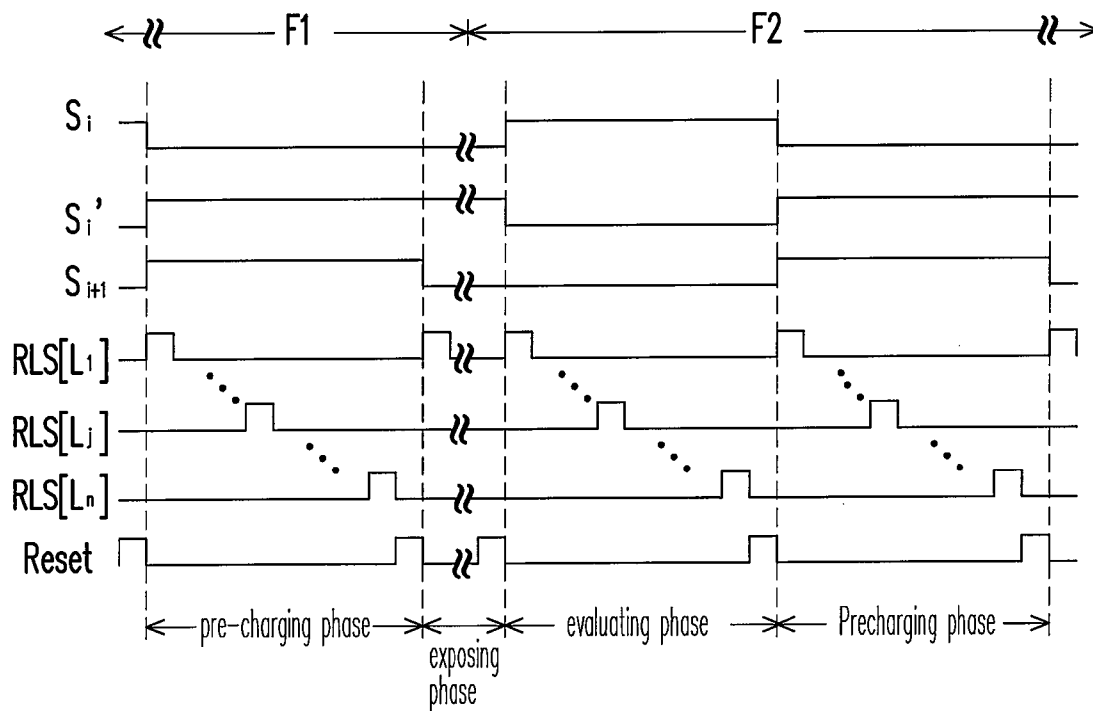 F1
F2
Si
Si'
Si+1
RLS[L1]
RLS[Lj]
RLS[Ln]
Reset
pre-charging phase
exposing
phase
evaluating phase
Precharging phase